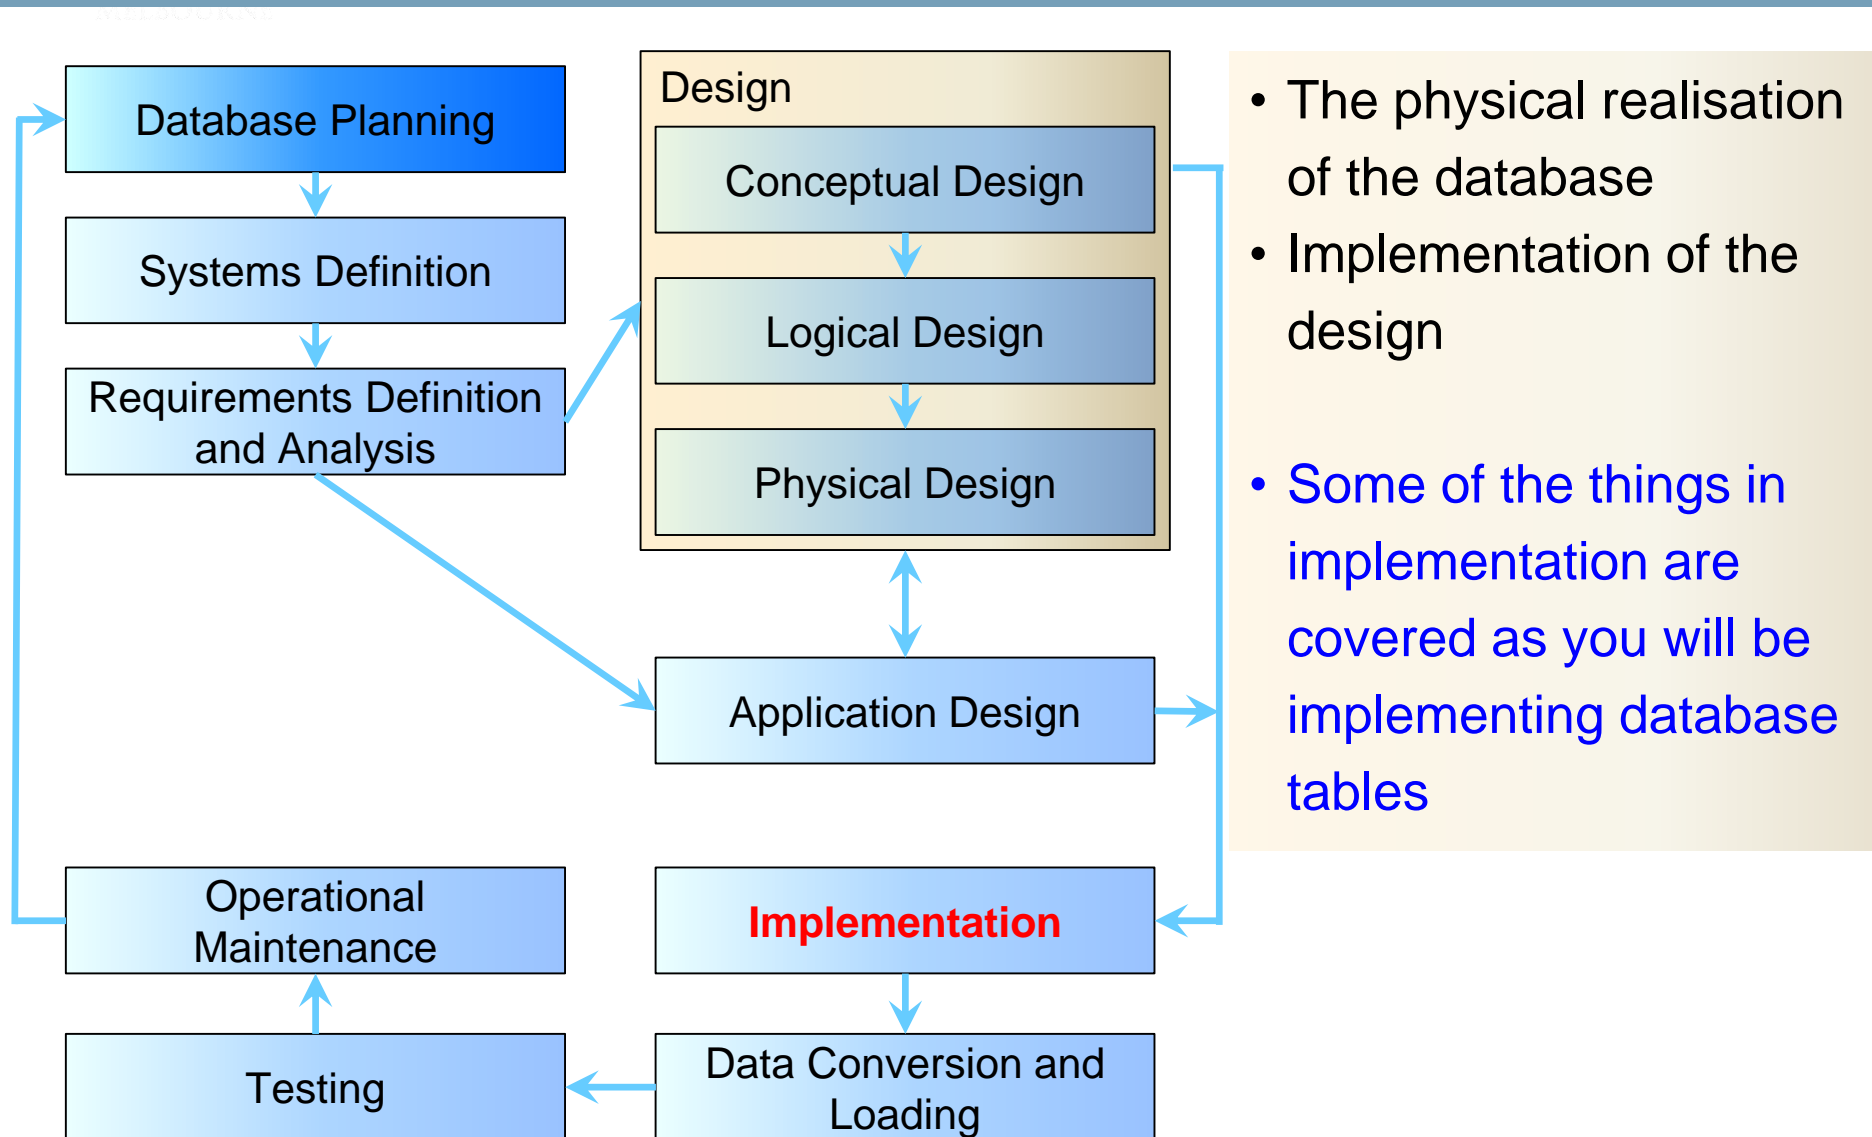 Database Planning
Systems Definition
Requirements Definition
and Analysis
Design
Conceptual Design
Logical Design
Physical Design
Application Design
Operational
Maintenance
Implementation
Testing
Data Conversion and
Loading
• The physical realisation
of the database
• Implementation of the
design
• Some of the things in
implementation are
covered as you will be
implementing database
tables